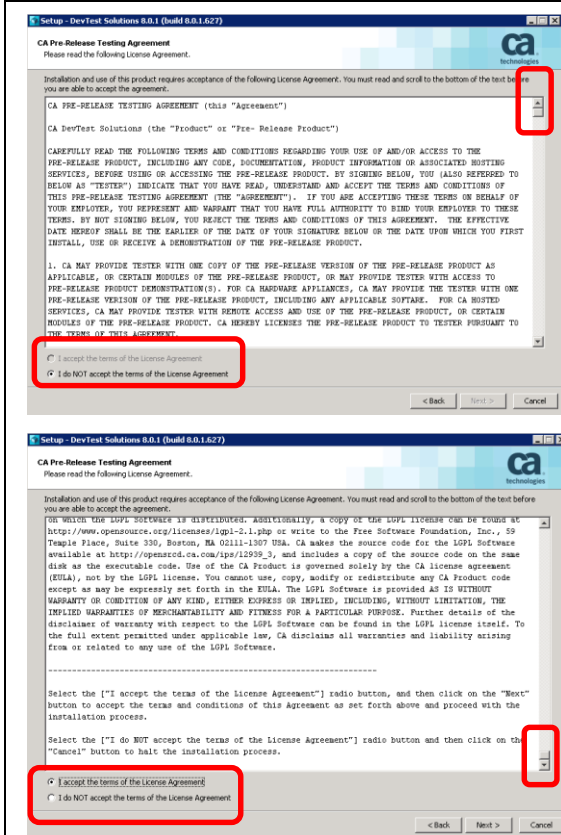 Setup - DevTest Solutions 8.0.1 (build 8.0.1.627)
CA Pre-Release Testing Agreement
Please read the following License Agreement.
ca
technologies
Installation and use of this product requires acceptance of the following License Agreement. You must read and scroll to the bottom of the text before
you are able to accept the agreement.
CA PRE-RELEASE TESTING AGREEMENT (this "Agreement")
CA DevTest Solutions (the "Product" or "Pre- Release Product")
CAREFULLY READ THE FOLLOWING TERMS AND CONDITIONS REGARDING YOUR USE OF AND/OR ACCESS TO THE
PRE-RELEASE PRODUCT, INCLUDING ANY CODE, DOCUMENTATION, PRODUCT INFORMATION OR ASSOCIATED HOSTING
SERVICES, BEFORE USING OR ACCESSING THE PRE-RELEASE PRODUCT. BY SIGNING BELOW, YOU (ALSO REFERRED TO
BELOW AS "TESTER") INDICATE THAT YOU HAVE READ, UNDERSTAND AND ACCEPT THE TERMS AND CONDITIONS OF
THIS PRE-RELEASE TESTING AGREEMENT (THE "AGREEMENT"). IF YOU ARE ACCEPTING THESE TERMS ON BEHALF OF
YOUR EMPLOYER, YOU REPRESENT AND WARRANT THAT YOU HAVE FULL AUTHORITY TO BIND YOUR EMPLOYER TO THESE
TERMS. BY NOT SIGNING BELOW, YOU REJECT THE TERMS AND CONDITIONS OF THIS AGREEMENT. THE EFFECTIVE
DATE HEREOF SHALL BE THE EARLIER OF THE DATE OF YOUR SIGNATURE BELOW OR THE DATE UPON WHICH YOU FIRST
INSTALL, USE OR RECEIVE A DEMONSTRATION OF THE PRE-RELEASE PRODUCT.
1. CA MAY PROVIDE TESTER WITH ONE COPY OF THE PRE-RELEASE VERSION OF THE PRE-RELEASE PRODUCT AS
APPLICABLE, OR CERTAIN MODULES OF THE PRE-RELEASE PRODUCT, OR MAY PROVIDE TESTER WITH ACCESS TO
PRE-RELEASE PRODUCT DEMONSTRATION(S). FOR CA HARDWARE APPLIANCES, CA MAY PROVIDE THE TESTER WITH ONE
PRE-RELEASE VERISON OF THE PRE-RELEASE PRODUCT, INCLUDING ANY APPLICABLE SOFTARE. FOR CA HOSTED
SERVICES, CA MAY PROVIDE TESTER WITH REMOTE ACCESS AND USE OF THE PRE-RELEASE PRODUCT, OR CERTAIN
MODULES OF THE PRE-RELEASE PRODUCT. CA HEREBY LICENSES THE PRE-RELEASE PRODUCT TO TESTER PURSUANT TO
THE TERMS OF THIS AGREEMENT.
I accept the terms of the License Agreement
I do NOT accept the terms of the License Agreement
< Back Next > Cancel
Setup - DevTest Solutions 8.0.1 (build 8.0.1.627)
CA Pre-Release Testing Agreement
Please read the following License Agreement.
ca
technologies
Installation and use of this product requires acceptance of the following License Agreement. You must read and scroll to the bottom of the text before
you are able to accept the agreement.
on which the LGPL Software is distributed. Additionally, a copy of the LGPL license can be found at
http://www.opensource.org/licenses/lgpl-2.1.php or write to the Free Software Foundation, Inc., 59
Temple Place, Suite 330, Boston, MA 02111-1307 USA. CA makes the source code for the LGPL Software
available at http://opensrcd.ca.com/ips/12939_3, and includes a copy of the source code on the same
disk as the executable code. Use of the CA Product is governed solely by the CA license agreement
(EULA), not by the LGPL license. You cannot use, copy, modify or redistribute any CA Product code
except as may be expressly set forth in the EULA. The LGPL Software is provided AS IS WITHOUT
WARRANTY OR CONDITION OF ANY KIND, EITHER EXPRESS OR IMPLIED, INCLUDING, WITHOUT LIMITATION, THE
IMPLIED WARRANTIES OF MERCHANTABILITY AND FITNESS FOR A PARTICULAR PURPOSE. Further details of the
disclaimer of warranty with respect to the LGPL Software can be found in the LGPL license itself. To
the full extent permitted under applicable law, CA disclaims all warranties and liability arising
from or related to any use of the LGPL Software.
----------------------------------------------------------------------
Select the ["I accept the terms of the License Agreement"] radio button, and then click on the "Next"
button to accept the terms and conditions of this Agreement as set forth above and proceed with the
installation process.
Select the ["I do NOT accept the terms of the License Agreement"] radio button and then click on the
"Cancel" button to halt the installation process.
I accept the terms of the License Agreement
I do NOT accept the terms of the License Agreement
< Back Next > Cancel